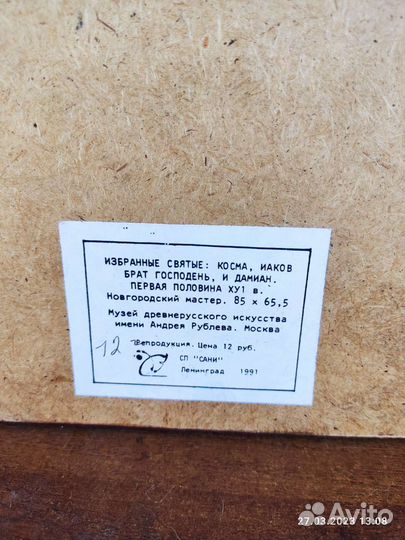 ИЗБРАННЫЕ СВЯТЫЕ: КОСМА, ИАКОВ
БРАТ ГОСПОДЕНЬ, И ДАМИАН.
ПЕРВАЯ ПОЛОВИНА ХУ1 в.
Новгородский мастер. 85 х 65,5
Музей древнерусского искусства
имени Андрея Рублева. Москва
12 Репродукция. Цена 12 руб.
СП "САНИ"
Ленинград 1991
27.03.2023 13:08
Avito